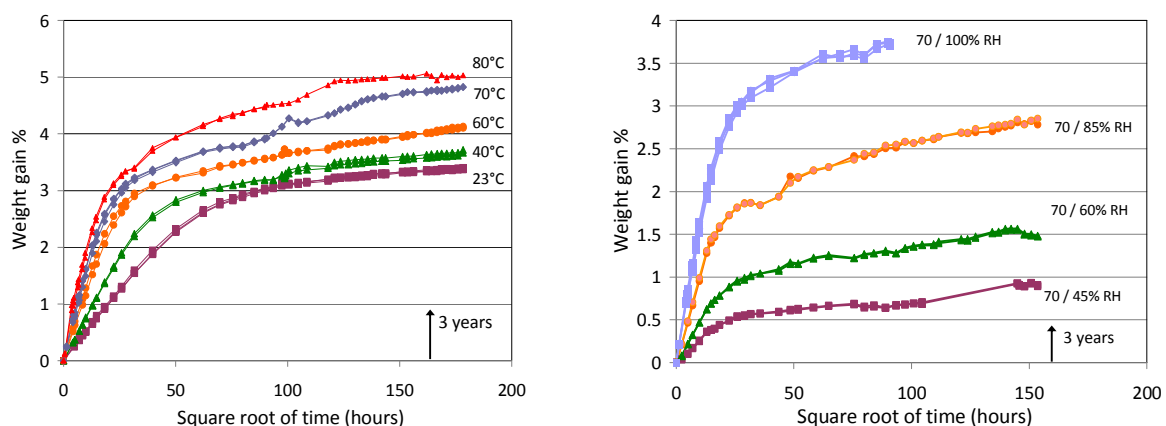 6
5
4
3
2
1
0
0
50
100
150
200
Weight gain %
Square root of time (hours)
80°C
70°C
60°C
40°C
23°C
3 years
4
3.5
3
2.5
2
1.5
1
0.5
0
0
50
100
150
200
Weight gain %
Square root of time (hours)
70 / 100% RH
70 / 85% RH
70 / 60% RH
70 / 45% RH
3 years